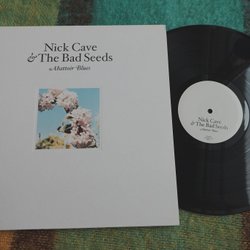 Nick Cave
& The Bad Seeds
Abattoir Blues
Nick Cave
& The Bad Seeds
Abattoir Blues